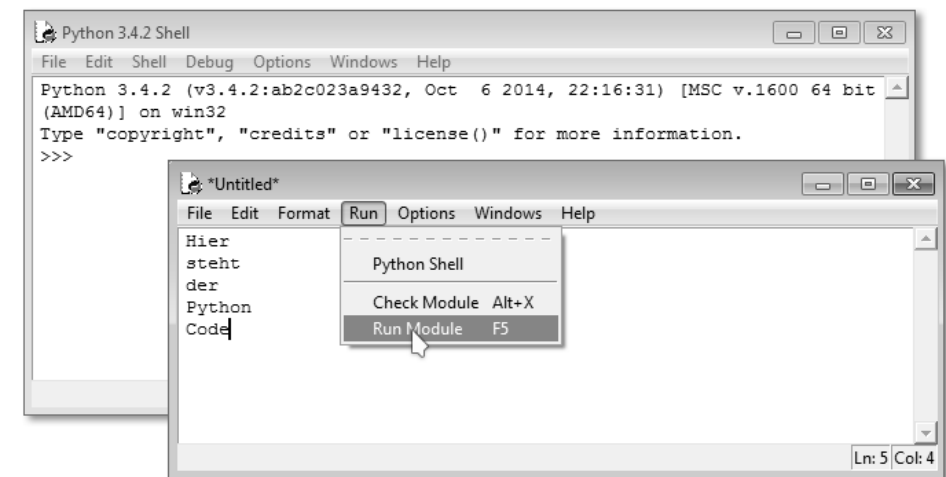 Python 3.4.2 Shell
File Edit Shell Debug Options Windows Help
Python 3.4.2 (v3.4.2:ab2c023a9432, Oct  6 2014, 22:16:31) [MSC v.1600 64 bit
(AMD64)] on win32
Type "copyright", "credits" or "license()" for more information.
>>>
*Untitled*
File Edit Format Run Options Windows Help
Hier
steht
der
Python
Code
Python Shell
Check Module Alt+X
Run Module F5
Ln: 5 Col: 4